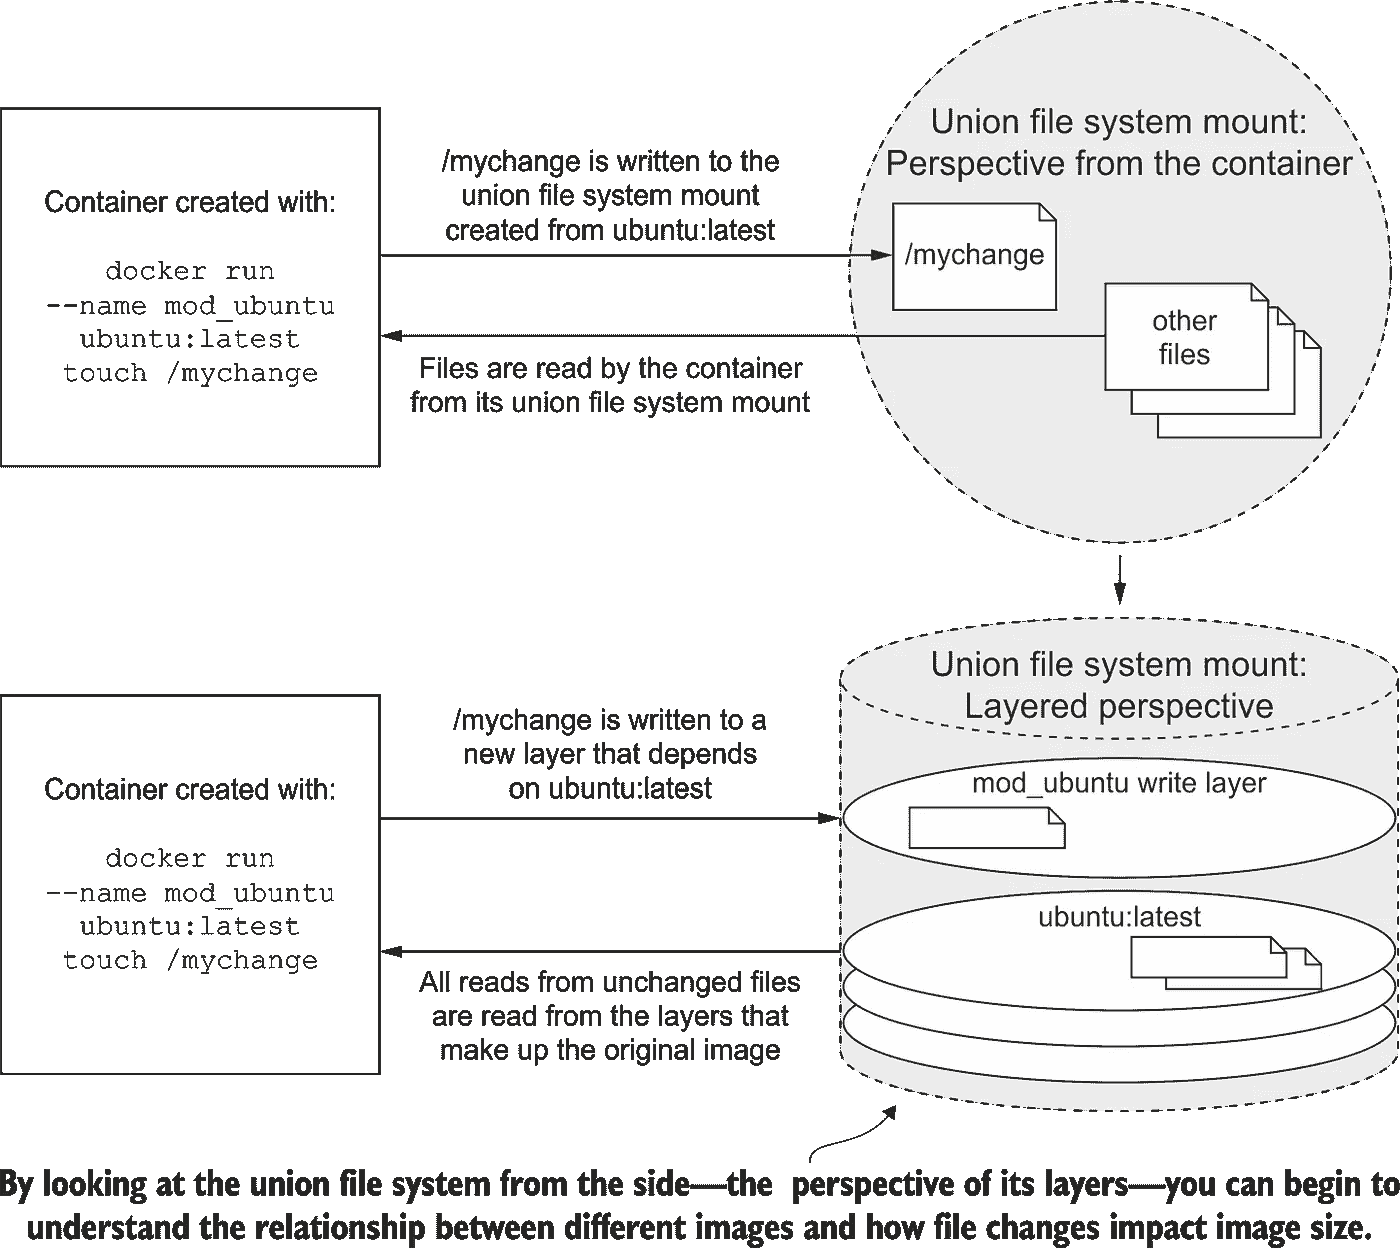 Container created with:
docker run
--name mod_ubuntu
ubuntu:latest
touch /mychange
/mychange is written to the
union file system mount
created from ubuntu:latest
Files are read by the container
from its union file system mount
Union file system mount:
Perspective from the container
/mychange
other
files
Container created with:
docker run
--name mod_ubuntu
ubuntu:latest
touch /mychange
/mychange is written to a
new layer that depends
on ubuntu:latest
All reads from unchanged files
are read from the layers that
make up the original image
Union file system mount:
Layered perspective
mod_ubuntu write layer
ubuntu:latest
By looking at the union file system from the side—the perspective of its layers—you can begin to
understand the relationship between different images and how file changes impact image size.